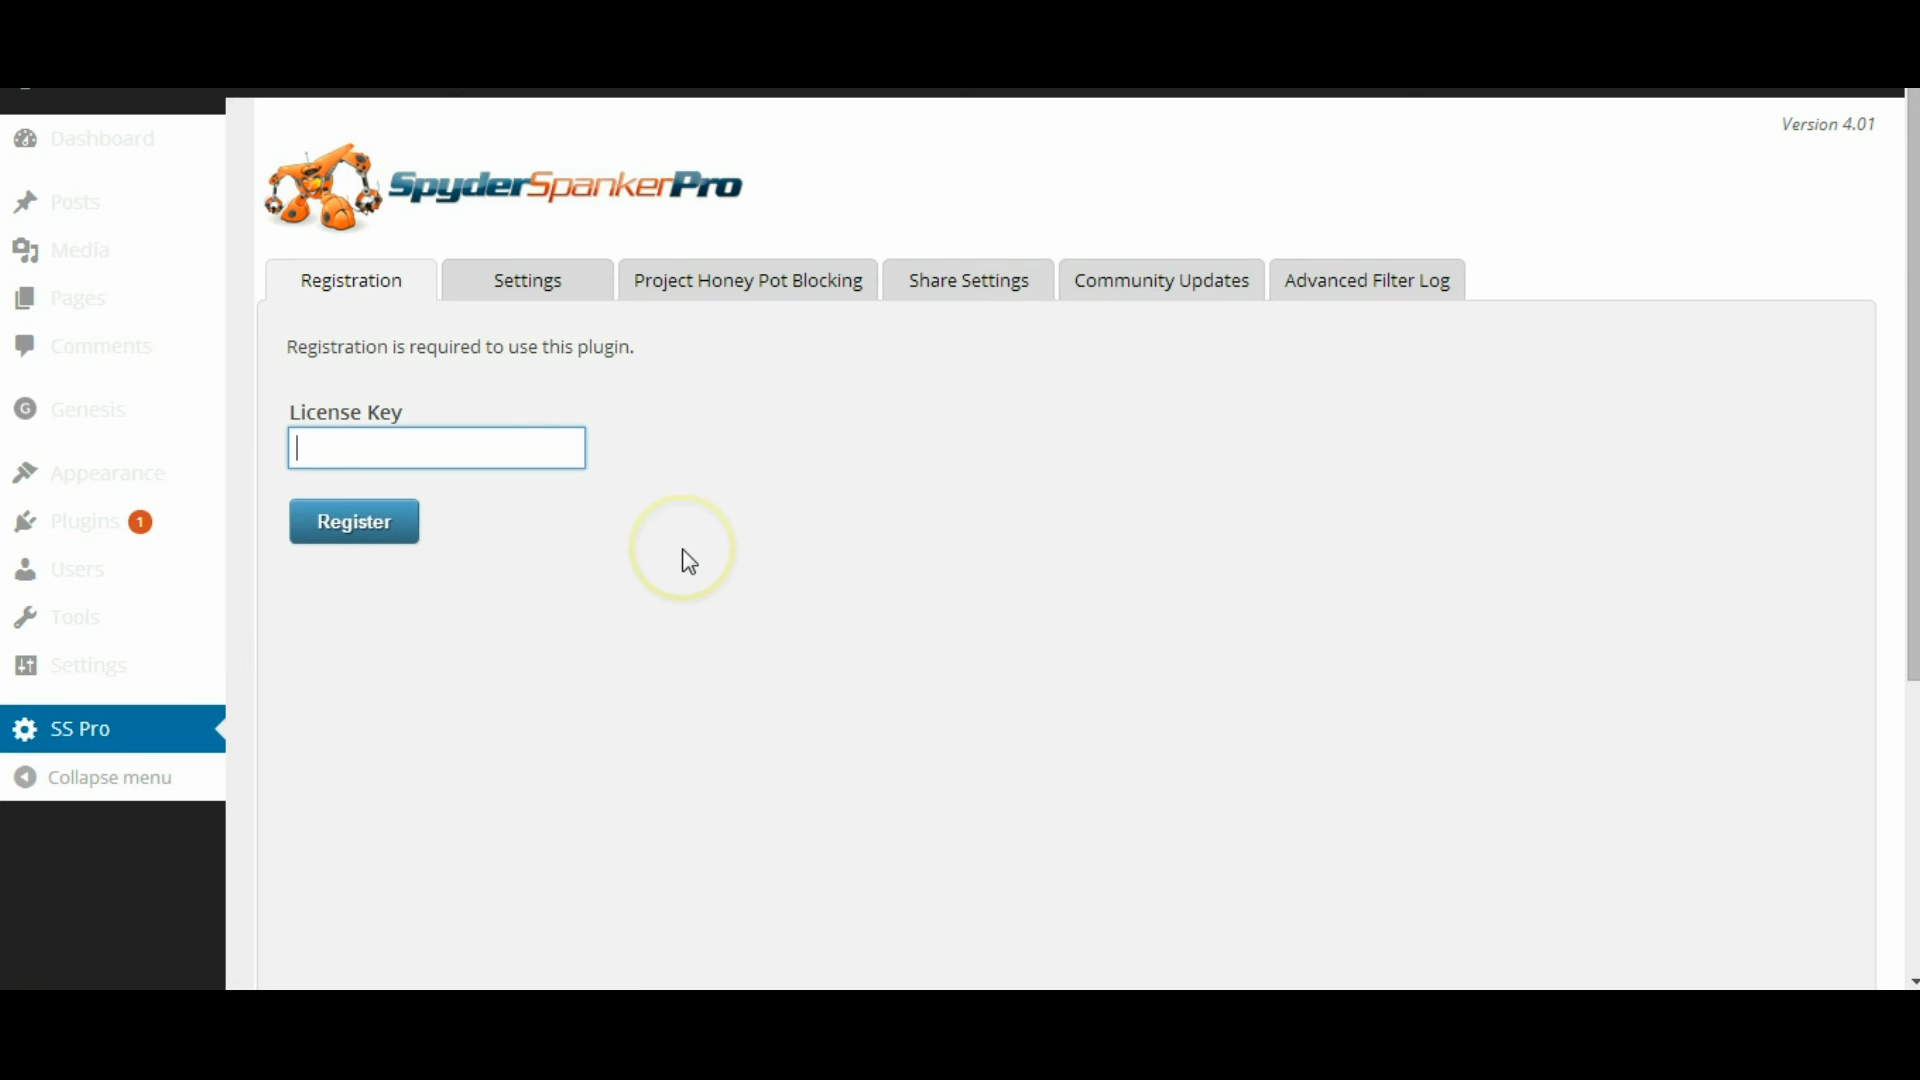 Version 4.01
SpyderSpankerPro
Dashboard
Posts
Media
Pages
Comments
Genesis
Appearance
Plugins 1
Users
Tools
Settings
SS Pro
Collapse menu
Registration
Settings
Project Honey Pot Blocking
Share Settings
Community Updates
Advanced Filter Log
Registration is required to use this plugin.
License Key
Register